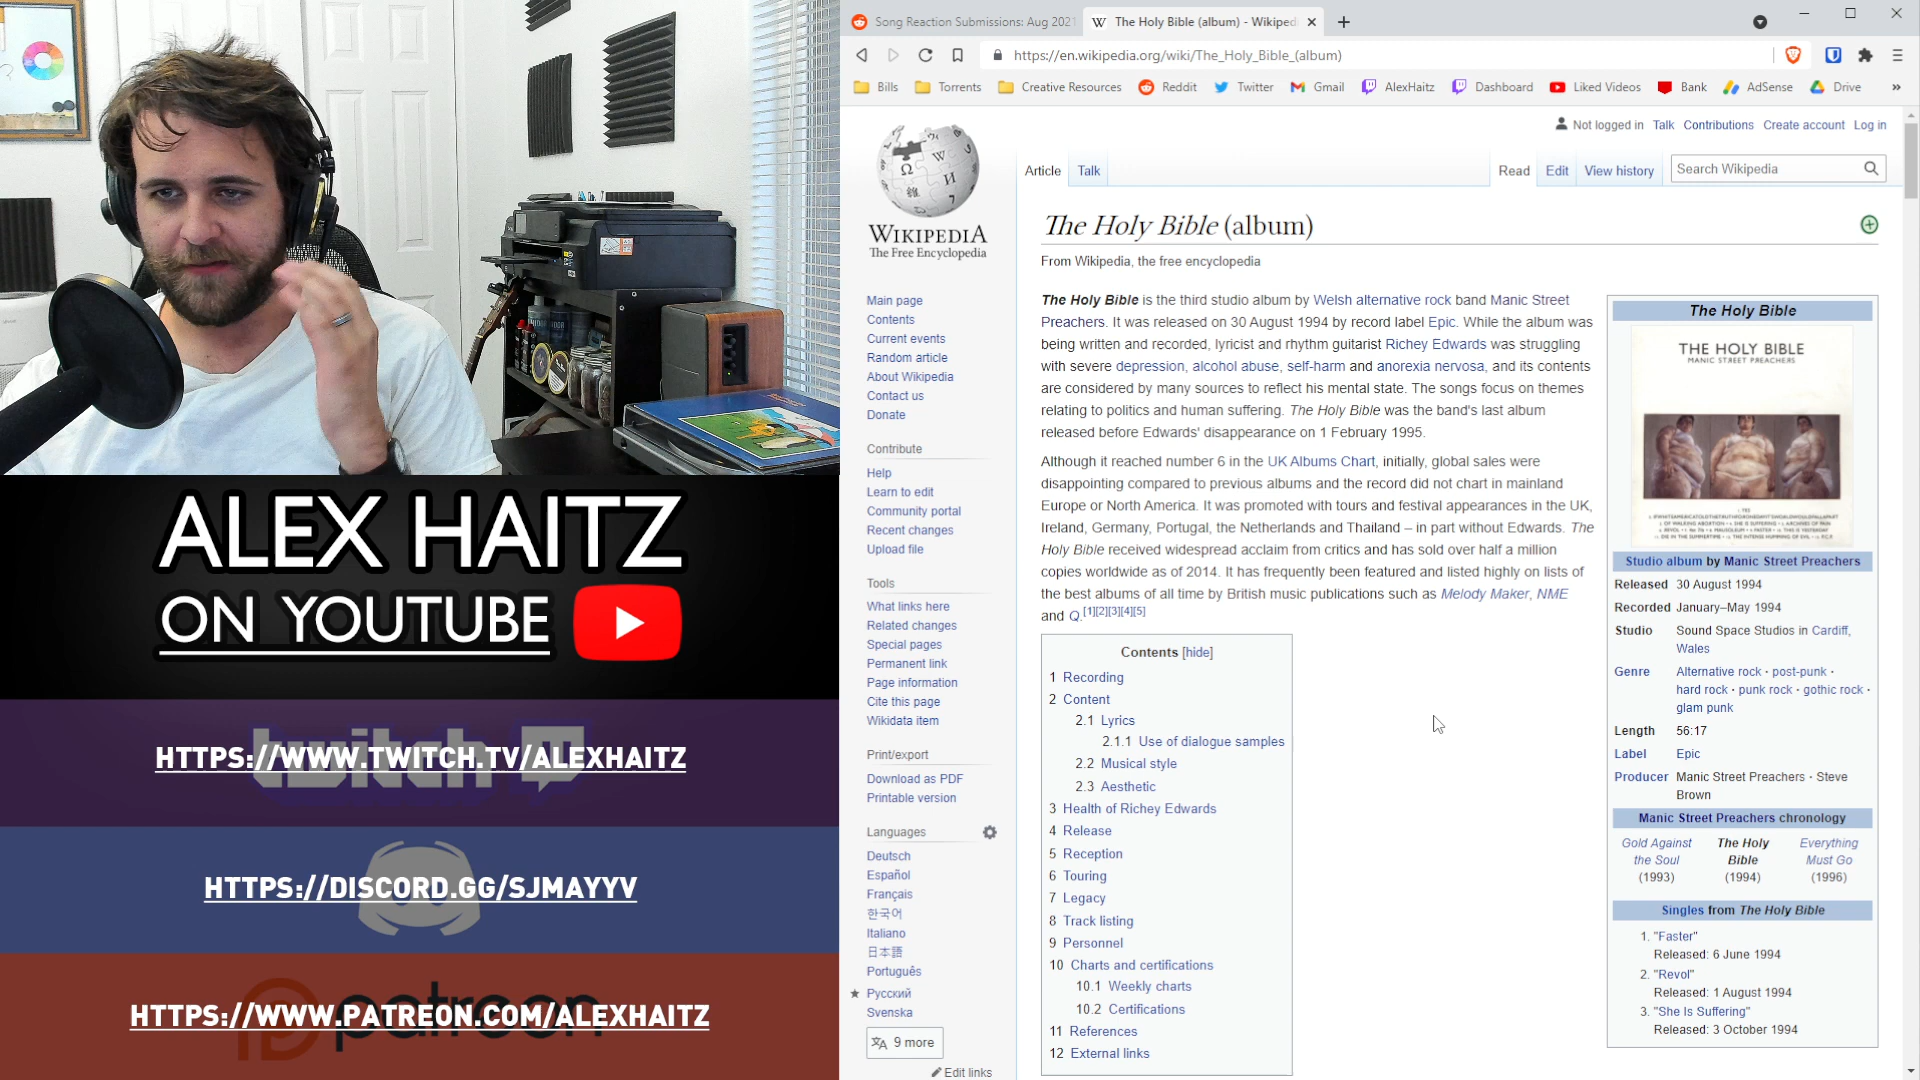 Song Reaction Submissions: Aug 2021
The Holy Bible (album) - Wikiped
https://en.wikipedia.org/wiki/The_Holy_Bible_(album)
Bills
Torrents
Creative Resources
Reddit
Twitter
Gmail
AlexHaitz
Dashboard
Liked Videos
Bank
AdSense
Drive
Not logged in Talk Contributions Create account Log in
Article Talk
Read Edit View history
Search Wikipedia
WIKIPEDIA
The Free Encyclopedia
Main page
Contents
Current events
Random article
About Wikipedia
Contact us
Donate
Contribute
Help
Learn to edit
Community portal
Recent changes
Upload file
Tools
What links here
Related changes
Special pages
Permanent link
Page information
Cite this page
Wikidata item
Print/export
Download as PDF
Printable version
Languages
Deutsch
Español
Français
한국어
Italiano
日本語
Português
Русский
Svenska
9 more
Edit links
The Holy Bible (album)
From Wikipedia, the free encyclopedia
The Holy Bible is the third studio album by Welsh alternative rock band Manic Street
Preachers. It was released on 30 August 1994 by record label Epic. While the album was
being written and recorded, lyricist and rhythm guitarist Richey Edwards was struggling
with severe depression, alcohol abuse, self-harm and anorexia nervosa, and its contents
are considered by many sources to reflect his mental state. The songs focus on themes
relating to politics and human suffering. The Holy Bible was the band's last album
released before Edwards' disappearance on 1 February 1995.
Although it reached number 6 in the UK Albums Chart, initially, global sales were
disappointing compared to previous albums and the record did not chart in mainland
Europe or North America. It was promoted with tours and festival appearances in the UK,
Ireland, Germany, Portugal, the Netherlands and Thailand – in part without Edwards. The
Holy Bible received widespread acclaim from critics and has sold over half a million
copies worldwide as of 2014. It has frequently been featured and listed highly on lists of
the best albums of all time by British music publications such as Melody Maker, NME
and Q.[1][2][3][4][5]
Contents [hide]
1 Recording
2 Content
2.1 Lyrics
2.1.1 Use of dialogue samples
2.2 Musical style
2.3 Aesthetic
3 Health of Richey Edwards
4 Release
5 Reception
6 Touring
7 Legacy
8 Track listing
9 Personnel
10 Charts and certifications
10.1 Weekly charts
10.2 Certifications
11 References
12 External links
The Holy Bible
THE HOLY BIBLE
MANIC STREET PREACHERS
Studio album by Manic Street Preachers
Released 30 August 1994
Recorded January–May 1994
Studio Sound Space Studios in Cardiff,
Wales
Genre Alternative rock · post-punk ·
hard rock · punk rock · gothic rock ·
glam punk
Length 56:17
Label Epic
Producer Manic Street Preachers · Steve
Brown
Manic Street Preachers chronology
Gold Against
the Soul
(1993)
The Holy
Bible
(1994)
Everything
Must Go
(1996)
Singles from The Holy Bible
1. "Faster"
Released: 6 June 1994
2. "Revol"
Released: 1 August 1994
3. "She Is Suffering"
Released: 3 October 1994
ALEX HAITZ
ON YOUTUBE
twitch
HTTPS://WWW.TWITCH.TV/ALEXHAITZ
HTTPS://DISCORD.GG/SJMAYYV
patreon
HTTPS://WWW.PATREON.COM/ALEXHAITZ